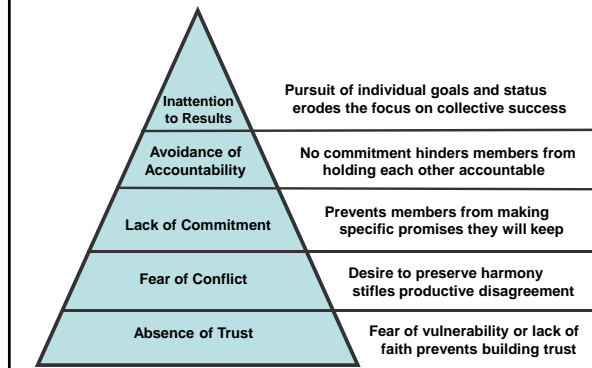 Inattention
to Results
Pursuit of individual goals and status
erodes the focus on collective success
Avoidance of
Accountability
No commitment hinders members from
holding each other accountable
Lack of Commitment
Prevents members from making
specific promises they will keep
Fear of Conflict
Desire to preserve harmony
stifles productive disagreement
Absence of Trust
Fear of vulnerability or lack of
faith prevents building trust